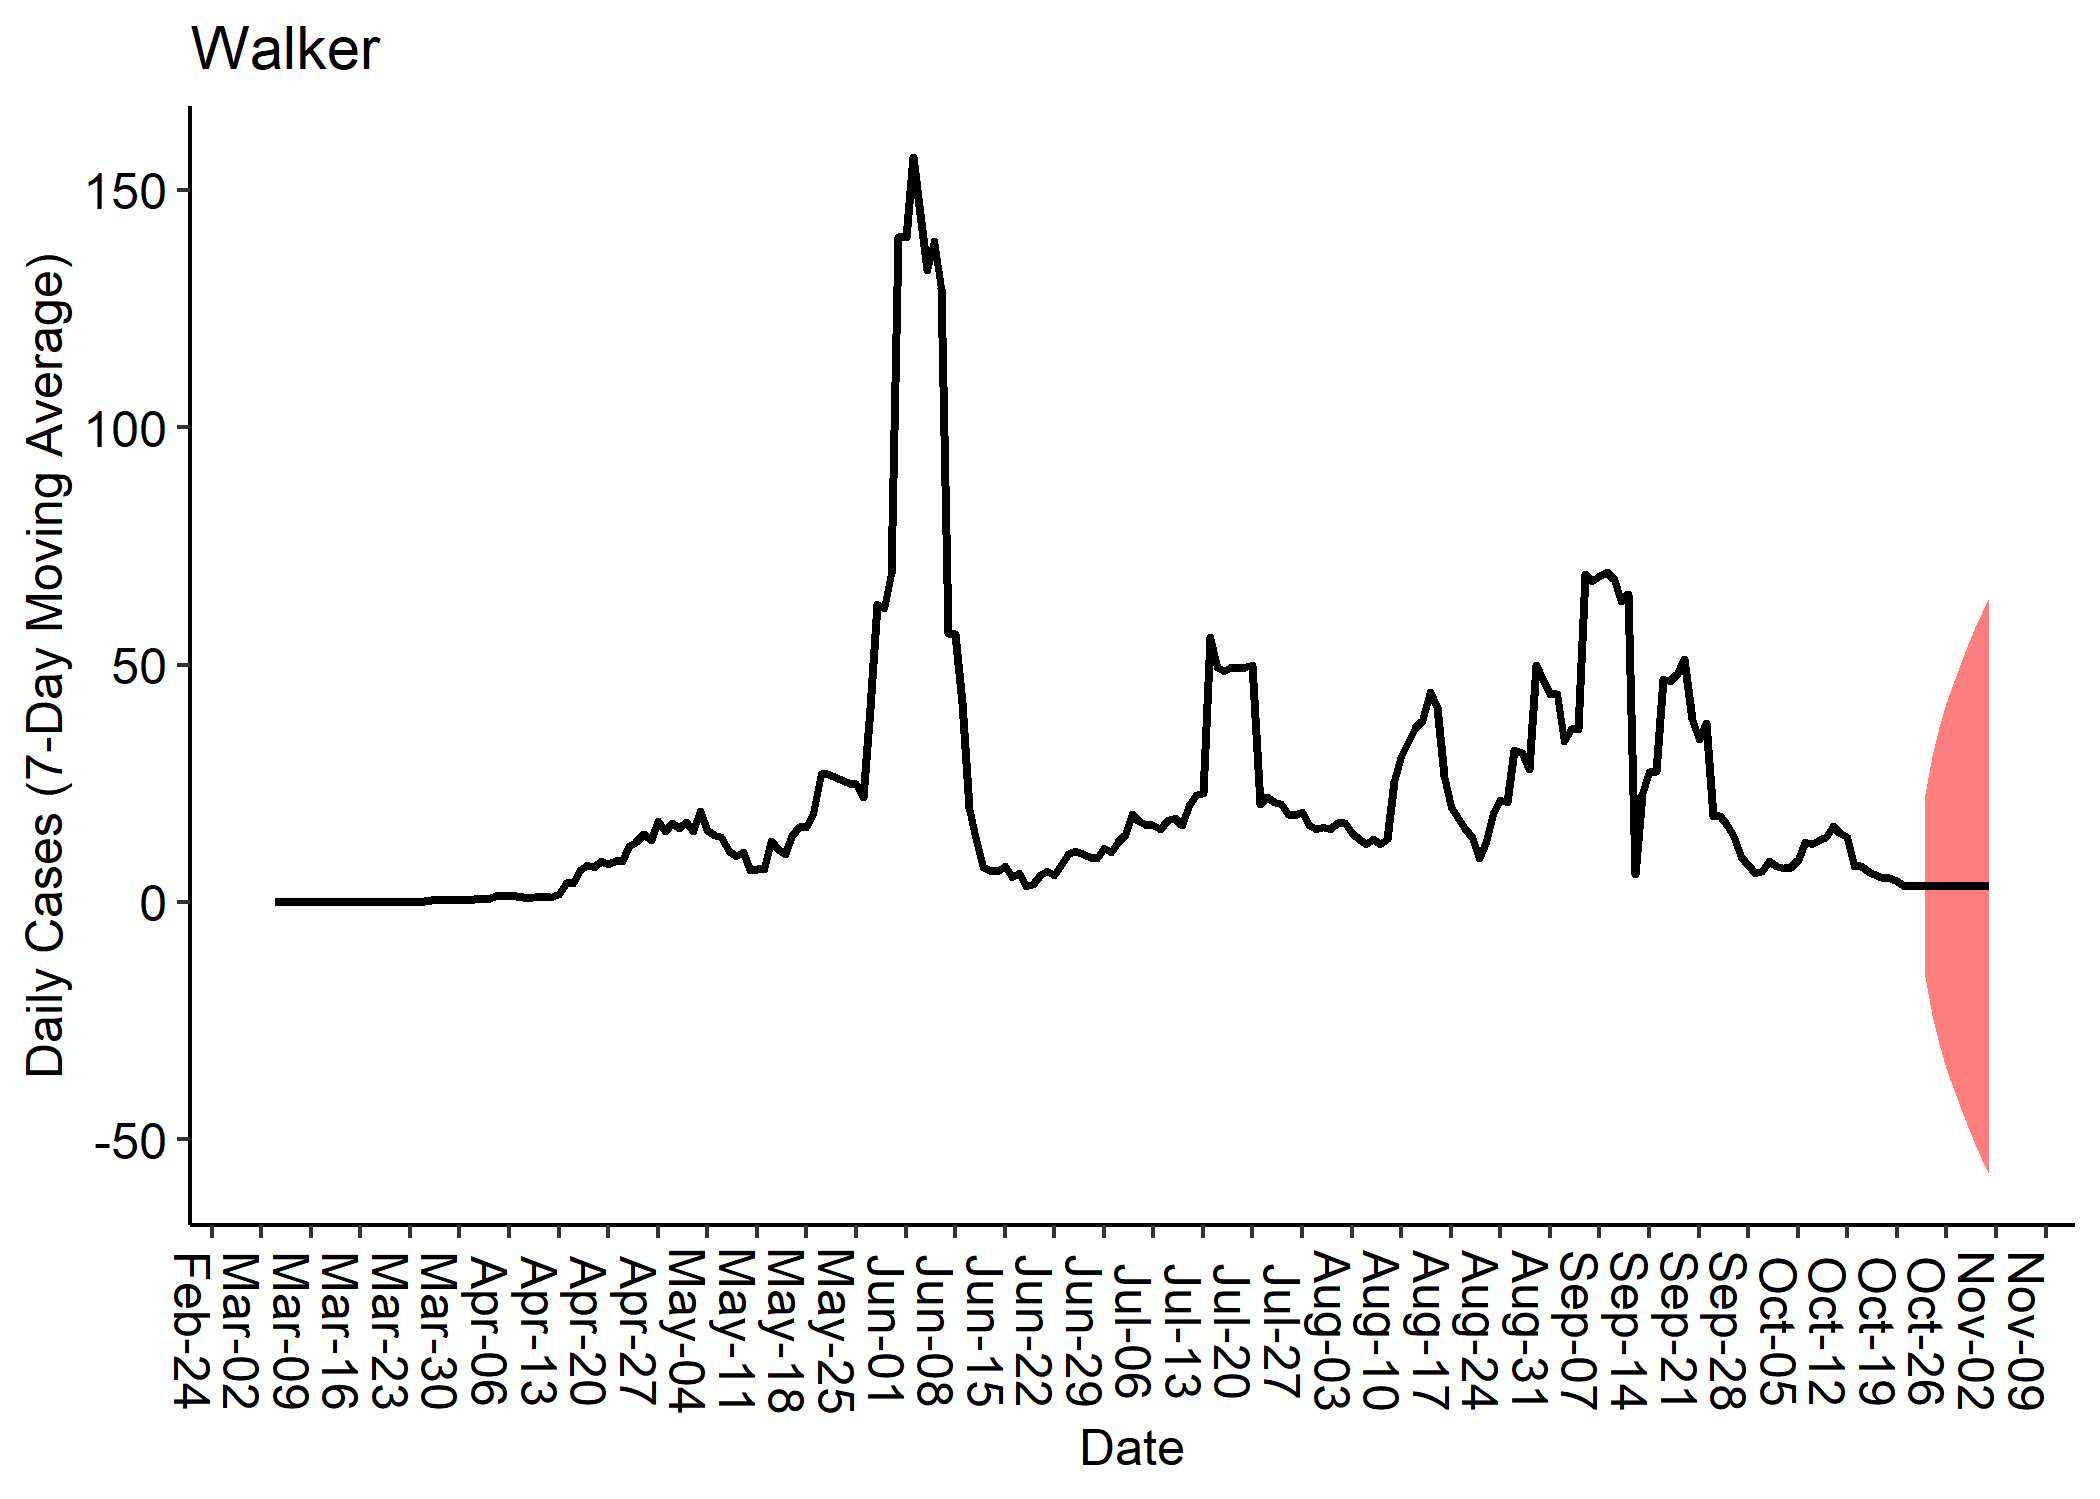 Walker
Daily Cases (7-Day Moving Average)
150
100
50
0
-50
Feb-24
Mar-02
Mar-09
Mar-16
Mar-23
Mar-30
Apr-06
Apr-13
Apr-20
Apr-27
May-04
May-11
May-18
May-25
Jun-01
Jun-08
Jun-15
Jun-22
Jun-29
Jul-06
Jul-13
Jul-20
Jul-27
Aug-03
Aug-10
Aug-17
Aug-24
Aug-31
Sep-07
Sep-14
Sep-21
Sep-28
Oct-05
Oct-12
Oct-19
Oct-26
Nov-02
Nov-09
Date